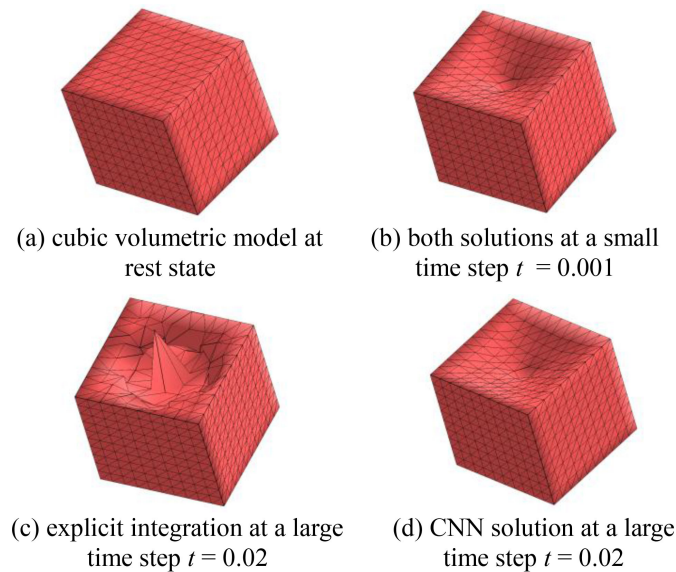 (a) cubic volumetric model at
rest state
(b) both solutions at a small
time step t = 0.001
(c) explicit integration at a large
time step t = 0.02
(d) CNN solution at a large
time step t = 0.02